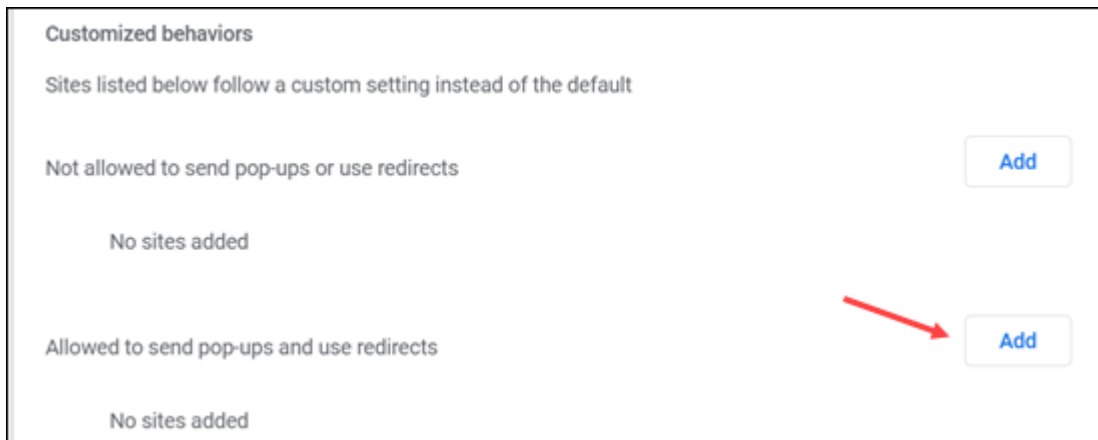 Customized behaviors
Sites listed below follow a custom setting instead of the default
Not allowed to send pop-ups or use redirects
Add
No sites added
Allowed to send pop-ups and use redirects
Add
No sites added